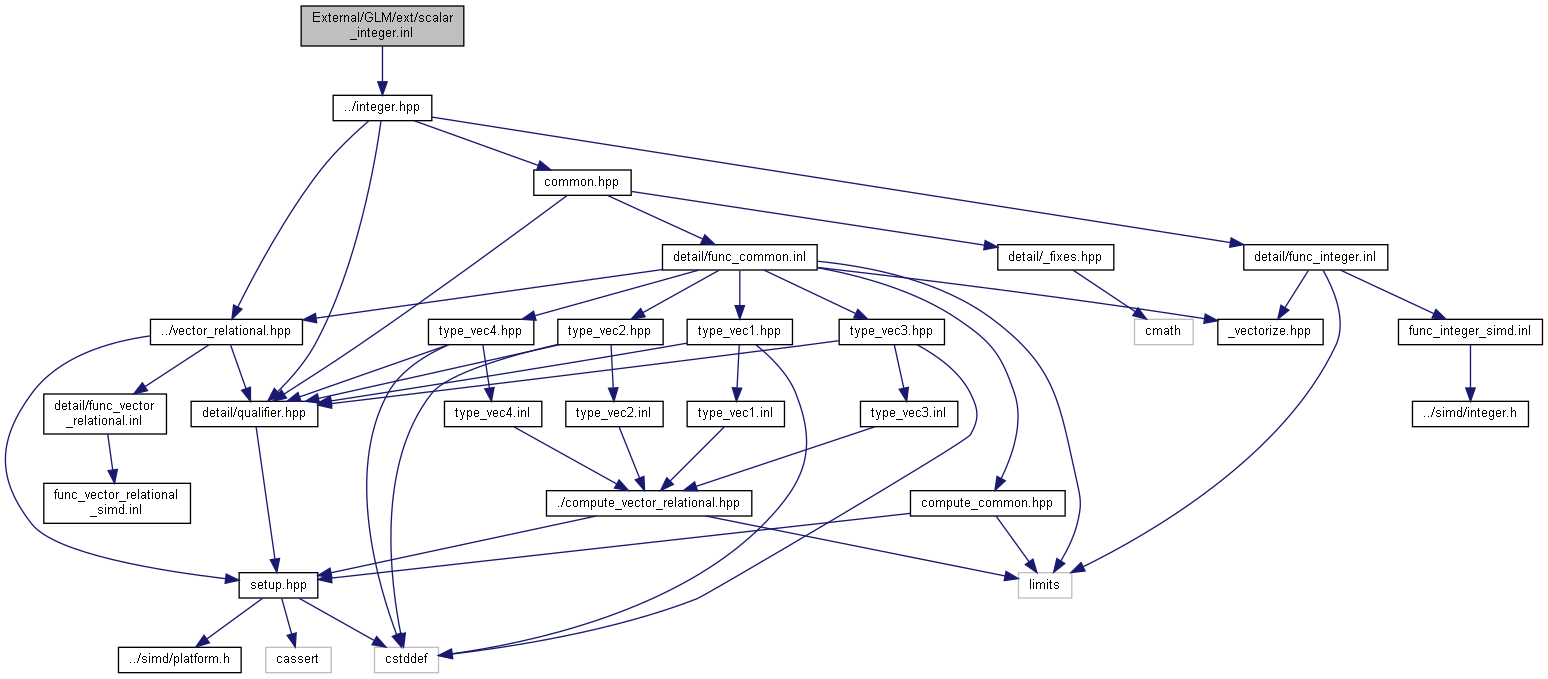 External/GLM/ext/scalar
_integer.inl
../integer.hpp
common.hpp
detail/func_common.inl
detail/_fixes.hpp
detail/func_integer.inl
../vector_relational.hpp
type_vec4.hpp
type_vec2.hpp
type_vec1.hpp
type_vec3.hpp
cmath
_vectorize.hpp
func_integer_simd.inl
detail/func_vector
_relational.inl
detail/qualifier.hpp
type_vec4.inl
type_vec2.inl
type_vec1.inl
type_vec3.inl
../simd/integer.h
func_vector_relational
_simd.inl
./compute_vector_relational.hpp
compute_common.hpp
setup.hpp
limits
../simd/platform.h
cassert
cstddef